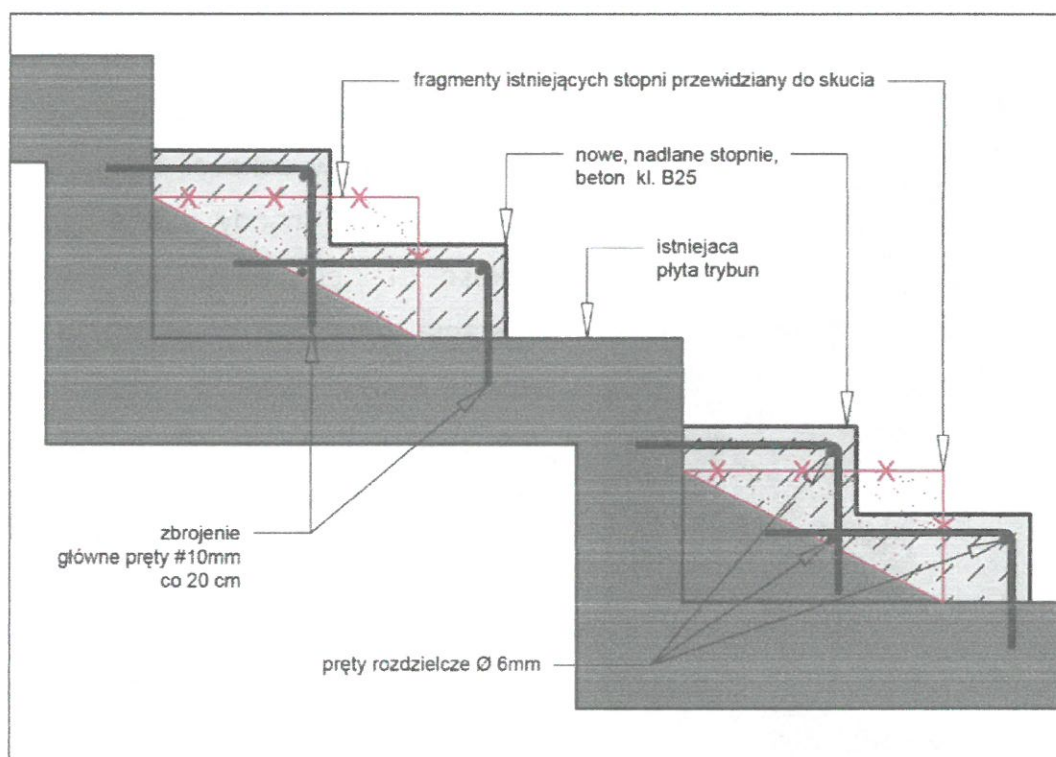 fragmenty istniejących stopni przewidziany do skucia
nowe, nadlane stopnie,
beton kl. B25
istniejaca
płyta trybun
zbrojenie
główne pręty #10mm
co 20 cm
pręty rozdzielcze Ø 6mm